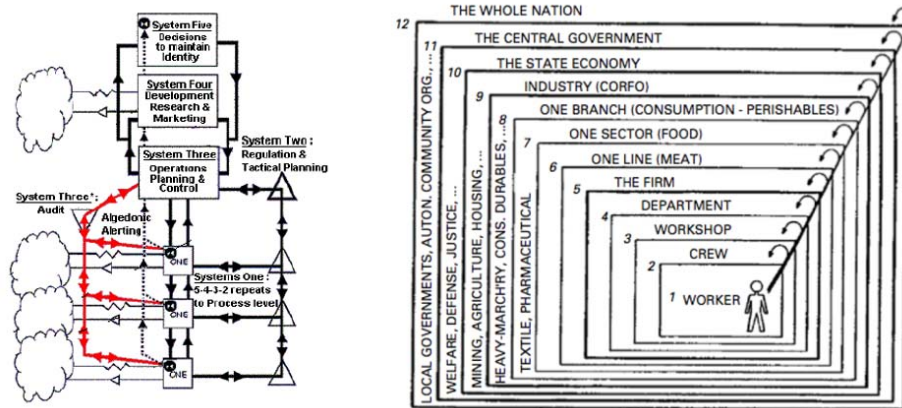 System Five
Decisions
to maintain
Identity
System Four
Development
Research &
Marketing
System Two :
Regulation &
Tactical Planning
System Three
Operations
Planning &
Control
System Three* :
Audit
Algedonic
Alerting
ONE
Systems One :
5-4-3-2 repeats
to Process level
ONE
ONE
12
THE WHOLE NATION
11
THE CENTRAL GOVERNMENT
10
THE STATE ECONOMY
9
INDUSTRY (CORFO)
8
ONE BRANCH (CONSUMPTION - PERISHABLES)
7
ONE SECTOR (FOOD)
6
ONE LINE (MEAT)
5
THE FIRM
4
DEPARTMENT
3
WORKSHOP
2
CREW
1
WORKER
LOCAL GOVERNMENTS, AUTON. COMMUNITY ORG., ...
WELFARE, DEFENSE, JUSTICE, ...
MINING, AGRICULTURE, HOUSING, ...
HEAVY-MARCHRY, CONS. DURABLES, ...
TEXTILE, PHARMACEUTICAL